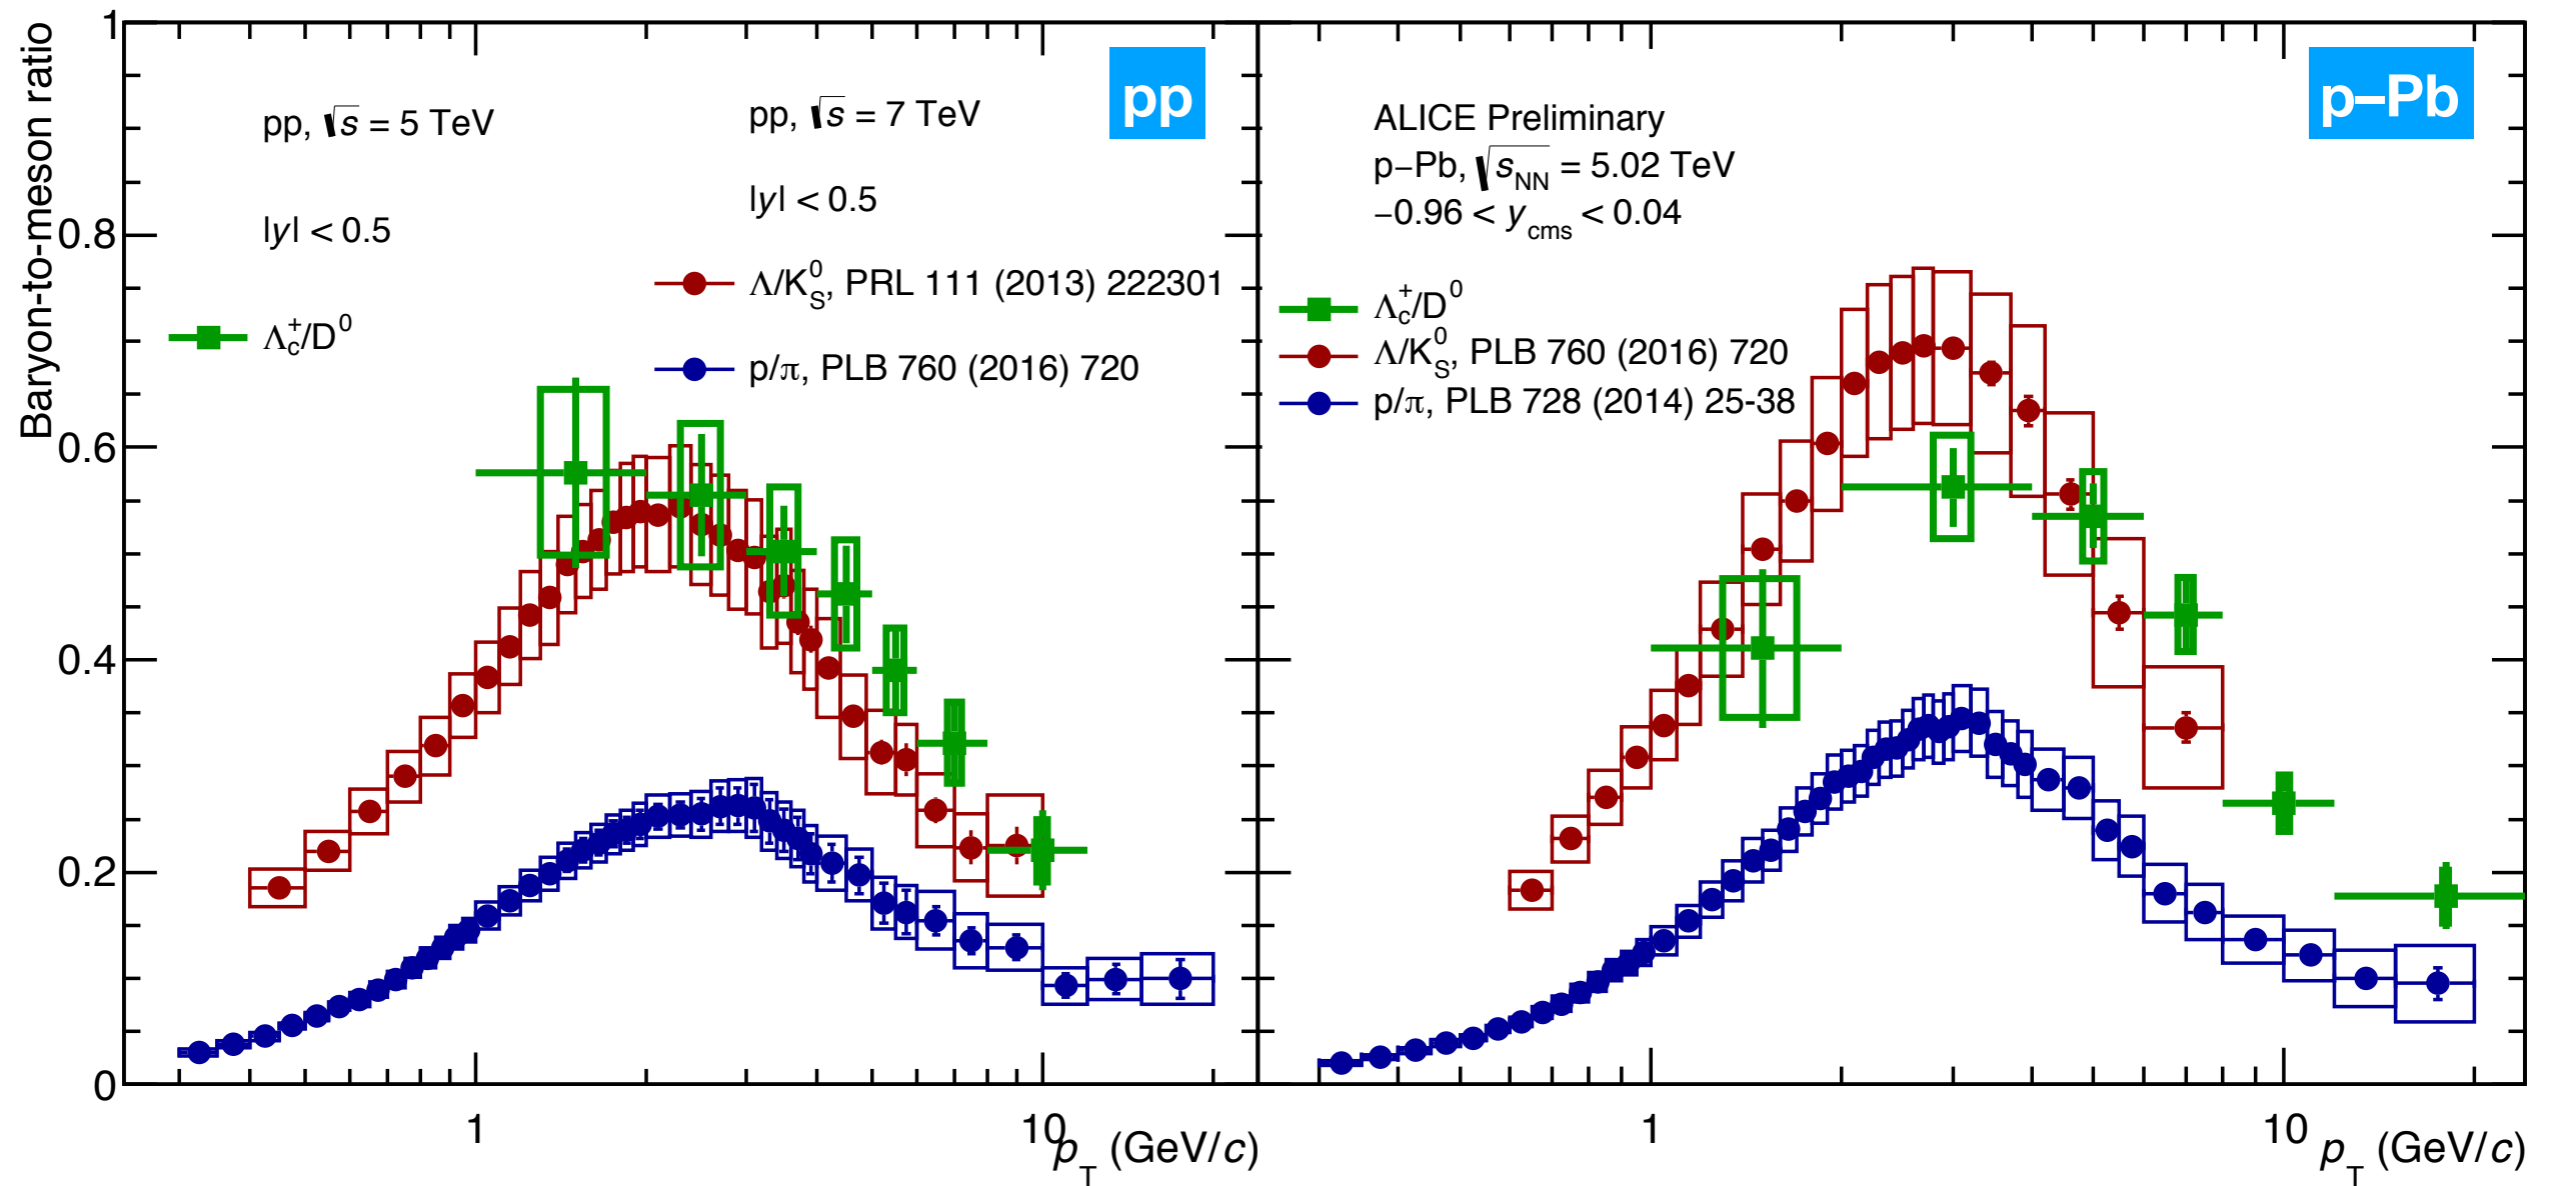 Baryon-to-meson ratio
1
0.8
0.6
0.4
0.2
0
pp, √s = 5 TeV
|y| < 0.5
Λc+/D0
pp, √s = 7 TeV
|y| < 0.5
Λ/K0S, PRL 111 (2013) 222301
p/π, PLB 760 (2016) 720
pp
1
10
pT (GeV/c)
ALICE Preliminary
p−Pb, √sNN = 5.02 TeV
−0.96 < ycms < 0.04
Λc+/D0
Λ/K0S, PLB 760 (2016) 720
p/π, PLB 728 (2014) 25-38
p–Pb
1
10
pT (GeV/c)